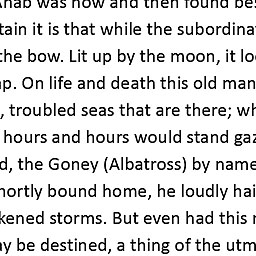 Ahab was now and then found bes
tain it is that while the subordina
the bow. Lit up by the moon, it lo
p. On life and death this old man
, troubled seas that are there; wh
hours and hours would stand gaz
d, the Goney (Albatross) by name
hortly bound home, he loudly hai
kened storms. But even had this
ay be destined, a thing of the utm